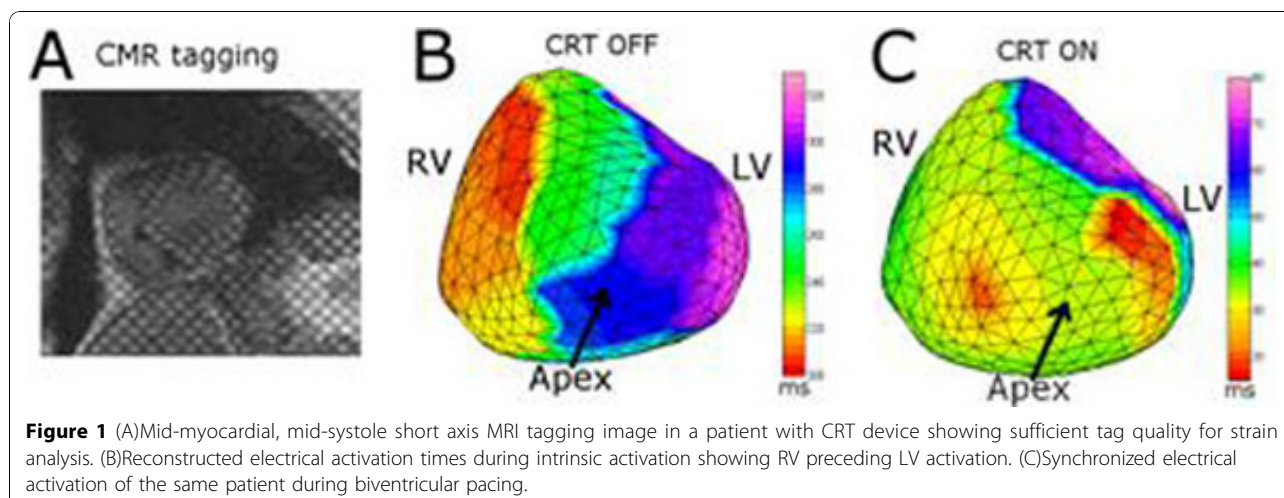 A CMR tagging
B CRT OFF
RV
LV
Apex
ms
C CRT ON
RV
LV
Apex
ms
Figure 1 (A)Mid-myocardial, mid-systole short axis MRI tagging image in a patient with CRT device showing sufficient tag quality for strain
analysis. (B)Reconstructed electrical activation times during intrinsic activation showing RV preceding LV activation. (C)Synchronized electrical
activation of the same patient during biventricular pacing.